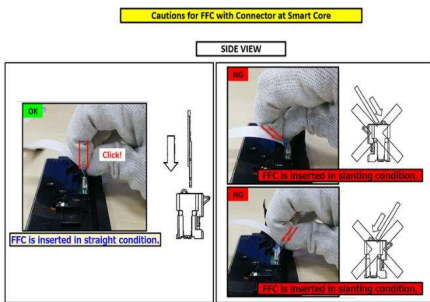 Cautions for FFC with Connector at Smart Core
SIDE VIEW
OK
Click!
FFC is inserted in straight condition.
NG
FFC is inserted in slanting condition.
NG
FFC is inserted in slanting condition.